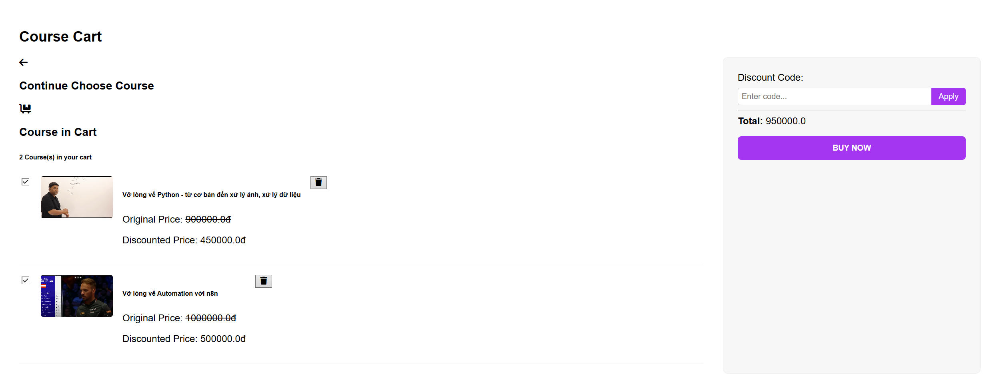 Course Cart
Continue Choose Course
Course in Cart
2 Course(s) in your cart
Vỡ lòng về Python - từ cơ bản đến xử lý ảnh, xử lý dữ liệu
Original Price: 900000.0đ
Discounted Price: 450000.0đ
Vỡ lòng về Automation với n8n
Original Price: 1000000.0đ
Discounted Price: 500000.0đ
Discount Code:
Enter code...
Apply
Total: 950000.0
BUY NOW